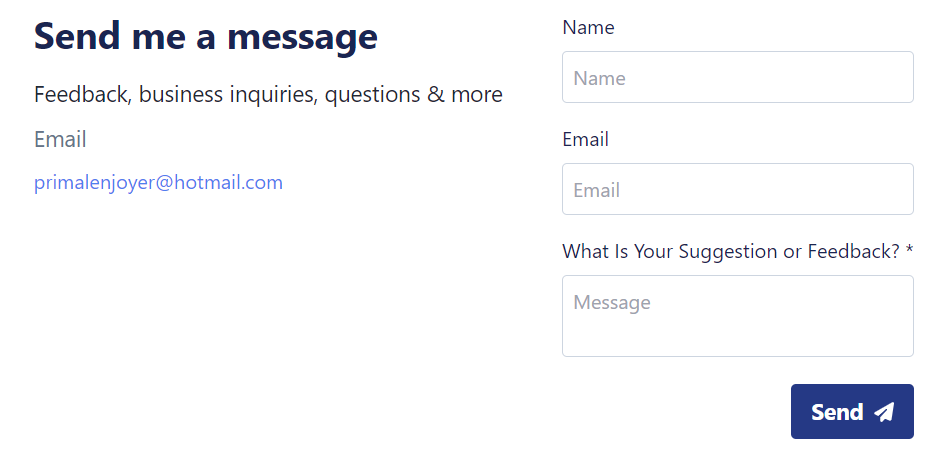 Send me a message
Feedback, business inquiries, questions & more
Email
primalenjoyer@hotmail.com
Name
Name
Email
Email
What Is Your Suggestion or Feedback? *
Message
Send